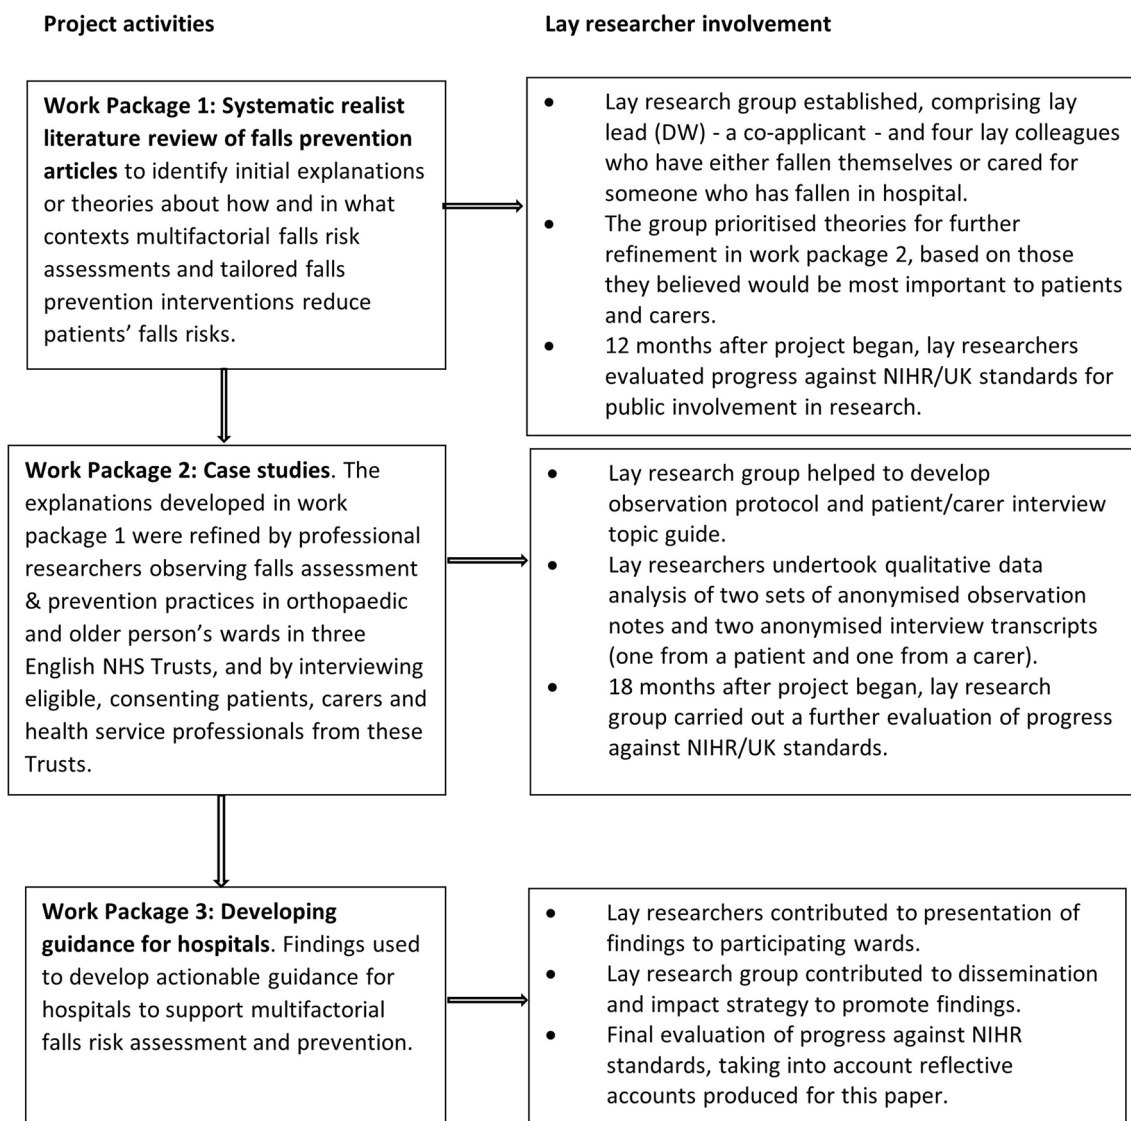 Project activities
Lay researcher involvement
Work Package 1: Systematic realist
literature review of falls prevention
articles to identify initial explanations
or theories about how and in what
contexts multifactorial falls risk
assessments and tailored falls
prevention interventions reduce
patients’ falls risks.
• Lay research group established, comprising lay
lead (DW) - a co-applicant - and four lay colleagues
who have either fallen themselves or cared for
someone who has fallen in hospital.
• The group prioritised theories for further
refinement in work package 2, based on those
they believed would be most important to patients
and carers.
• 12 months after project began, lay researchers
evaluated progress against NIHR/UK standards for
public involvement in research.
Work Package 2: Case studies. The
explanations developed in work
package 1 were refined by professional
researchers observing falls assessment
& prevention practices in orthopaedic
and older person’s wards in three
English NHS Trusts, and by interviewing
eligible, consenting patients, carers and
health service professionals from these
Trusts.
• Lay research group helped to develop
observation protocol and patient/carer interview
topic guide.
• Lay researchers undertook qualitative data
analysis of two sets of anonymised observation
notes and two anonymised interview transcripts
(one from a patient and one from a carer).
• 18 months after project began, lay research
group carried out a further evaluation of progress
against NIHR/UK standards.
Work Package 3: Developing
guidance for hospitals. Findings used
to develop actionable guidance for
hospitals to support multifactorial
falls risk assessment and prevention.
• Lay researchers contributed to presentation of
findings to participating wards.
• Lay research group contributed to dissemination
and impact strategy to promote findings.
• Final evaluation of progress against NIHR
standards, taking into account reflective
accounts produced for this paper.